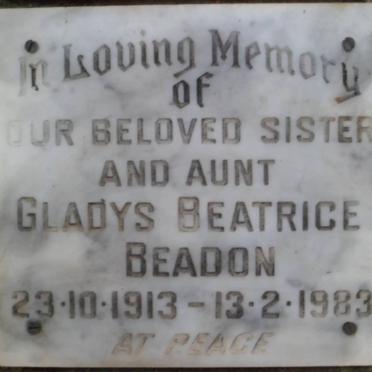 In Loving Memory
of
OUR BELOVED SISTER
AND AUNT
GLADYS BEATRICE
BEADON
23·10·1913 – 13·2·1983
AT PEACE